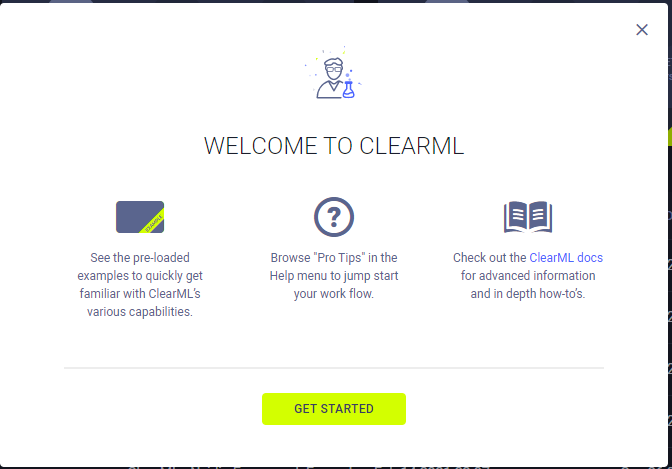 WELCOME TO CLEARML
EXAMPLE
See the pre-loaded
examples to quickly get
familiar with ClearML's
various capabilities.
Browse "Pro Tips" in the
Help menu to jump start
your work flow.
Check out the ClearML docs
for advanced information
and in depth how-to's.
GET STARTED